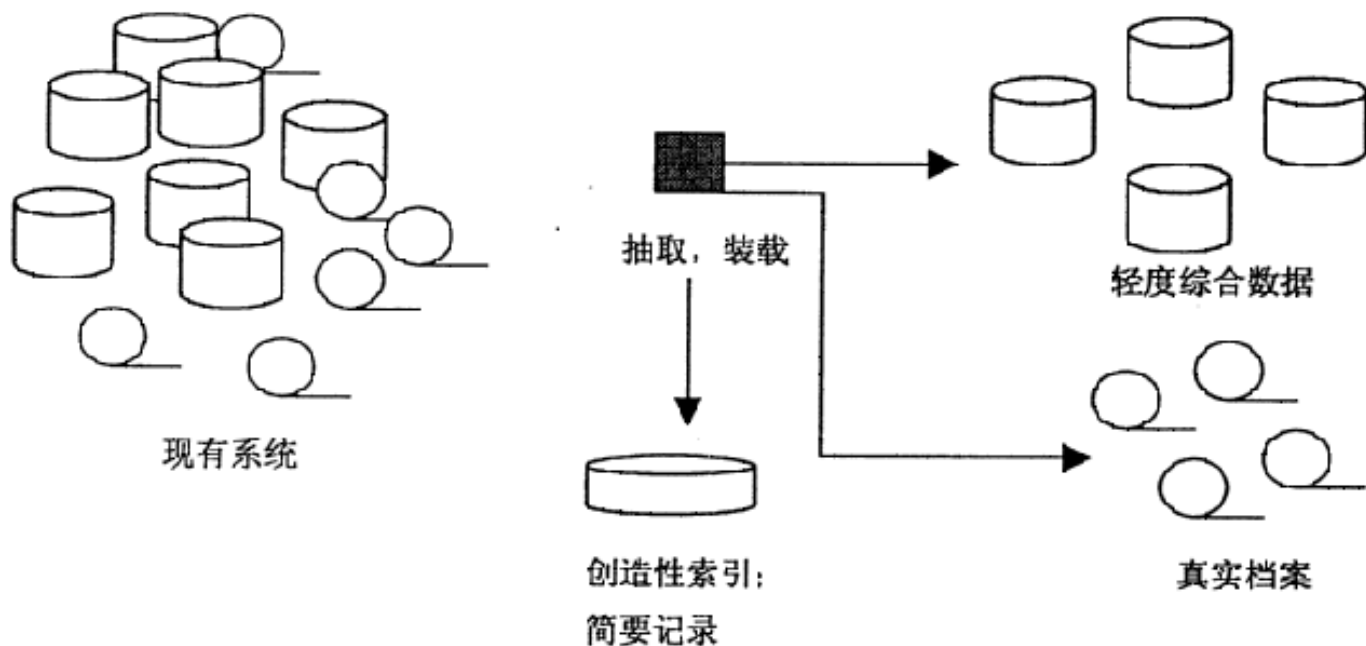 抽取，装载
轻度综合数据
现有系统
创造性索引；
简要记录
真实档案